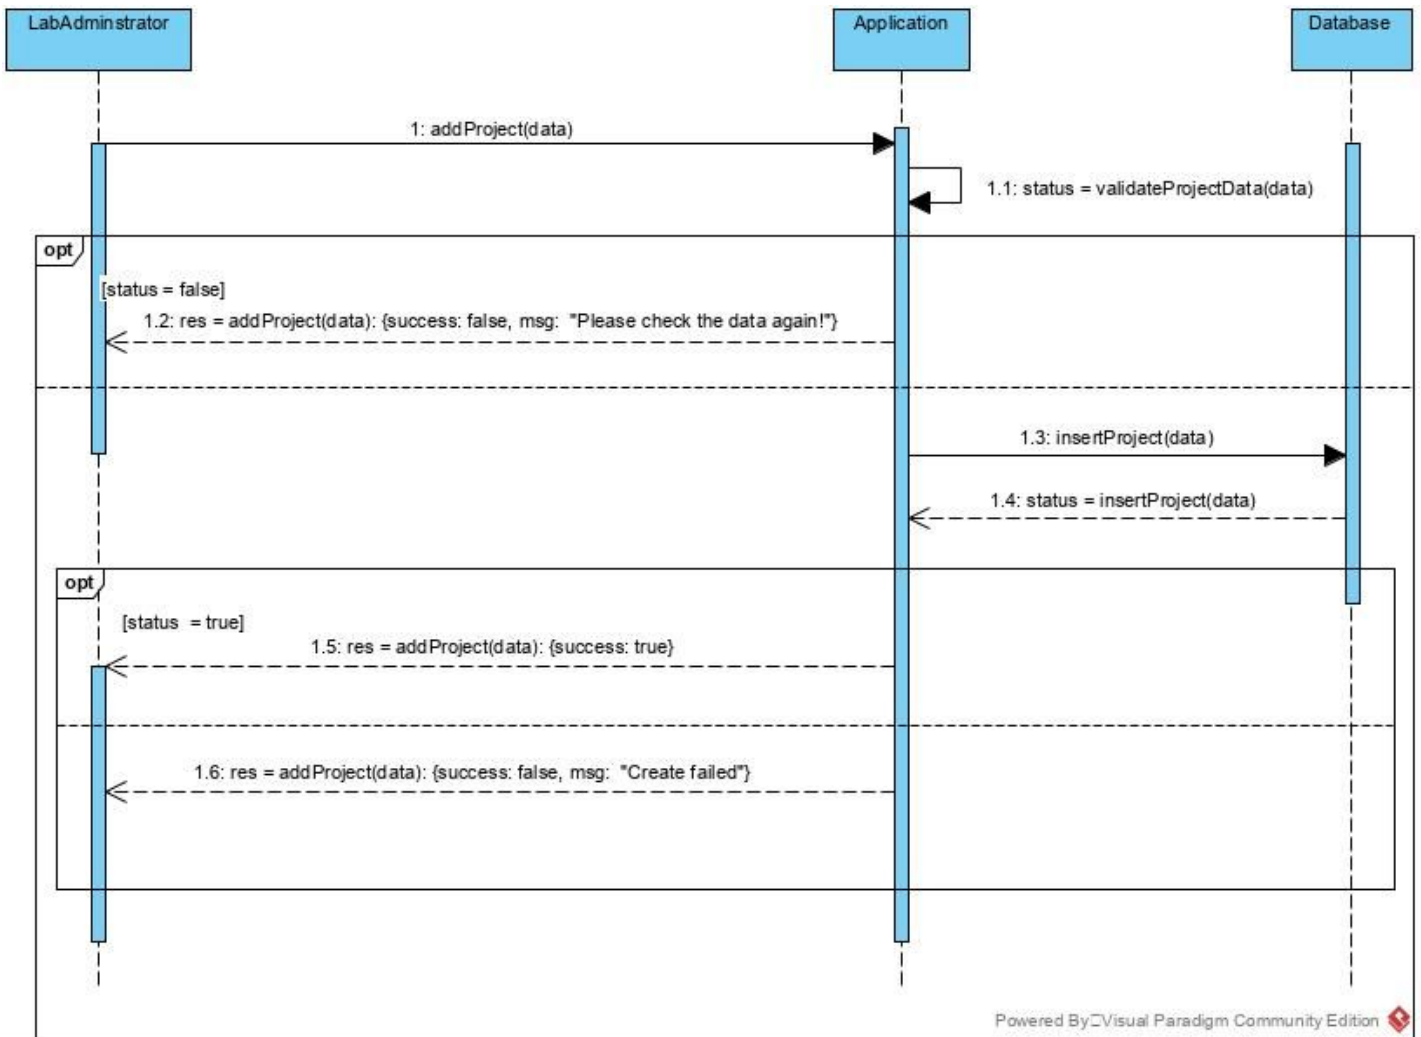 LabAdminstrator
Application
Database
1: addProject(data)
1.1: status = validateProjectData(data)
opt
[status = false]
1.2: res = addProject(data): {success: false, msg:  "Please check the data again!"}
1.3: insertProject(data)
1.4: status = insertProject(data)
opt
[status  = true]
1.5: res = addProject(data): {success: true}
1.6: res = addProject(data): {success: false, msg:  "Create failed"}
Powered By□Visual Paradigm Community Edition